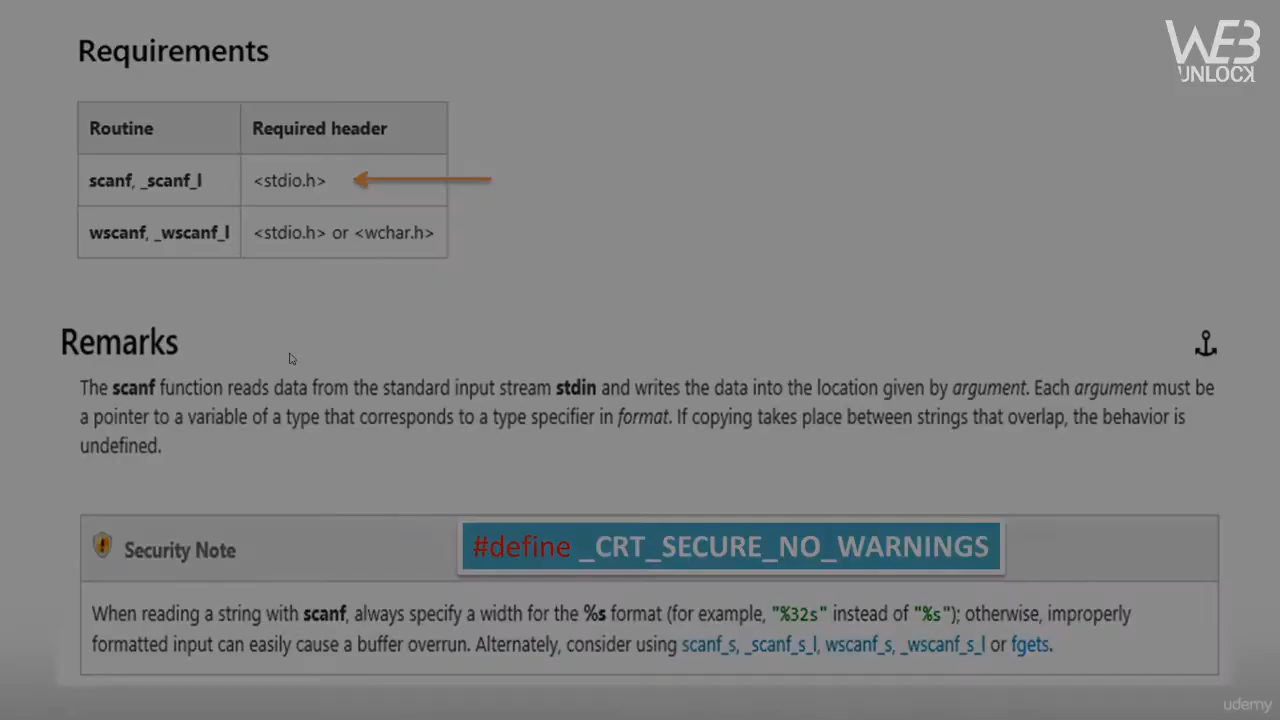 WEB
UNLOCK
Requirements
Routine Required header
scanf, _scanf_l <stdio.h>
wscanf, _wscanf_l <stdio.h> or <wchar.h>
Remarks
The scanf function reads data from the standard input stream stdin and writes the data into the location given by argument. Each argument must be
a pointer to a variable of a type that corresponds to a type specifier in format. If copying takes place between strings that overlap, the behavior is
undefined.
Security Note
#define _CRT_SECURE_NO_WARNINGS
When reading a string with scanf, always specify a width for the %s format (for example, "%32s" instead of "%s"); otherwise, improperly
formatted input can easily cause a buffer overrun. Alternately, consider using scanf_s, _scanf_s_l, wscanf_s, _wscanf_s_l or fgets.
udemy